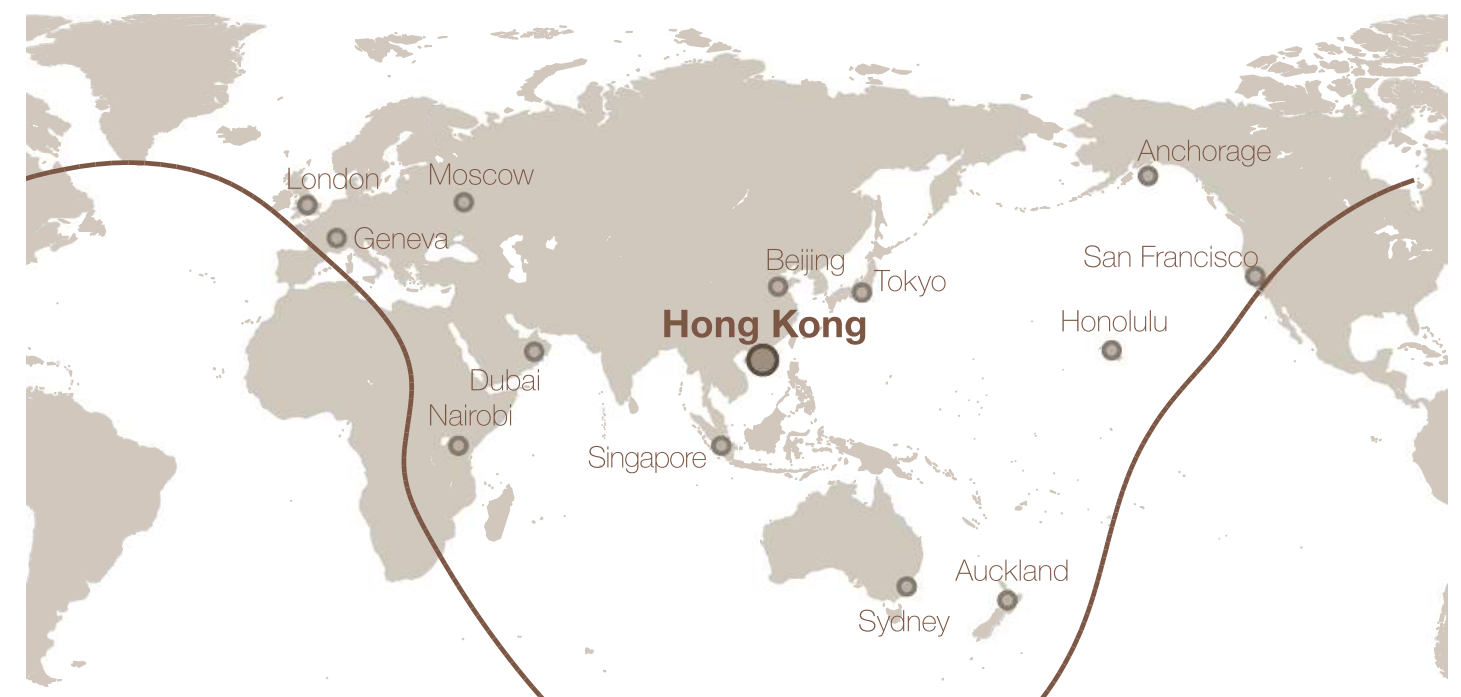 Anchorage
London
Moscow
Geneva
San Francisco
Beijing
Tokyo
Hong Kong
Honolulu
Dubai
Nairobi
Singapore
Auckland
Sydney